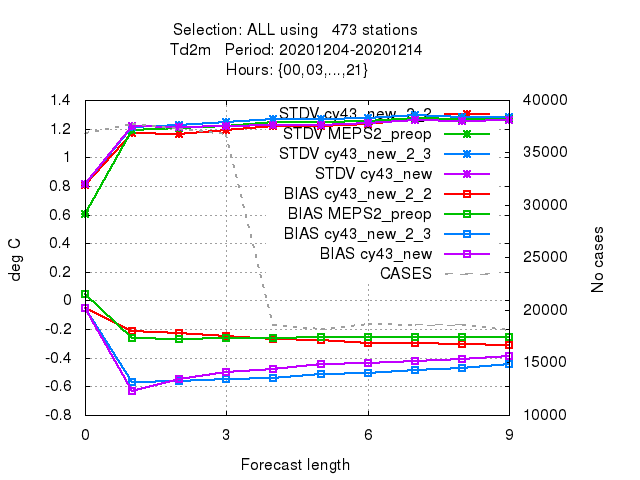 Selection: ALL using 473 stations
Td2m Period: 20201204-20201214
Hours: {00,03,...,21}
1.4
1.2
1
0.8
0.6
0.4
0.2
0
-0.2
-0.4
-0.6
-0.8
deg C
STDV cy43_new_2_2
STDV MEPS2_preop
STDV cy43_new_2_3
STDV cy43_new
BIAS cy43_new_2_2
BIAS MEPS2_preop
BIAS cy43_new_2_3
BIAS cy43_new
CASES
40000
35000
30000
25000
20000
15000
10000
No cases
0 3 6 9
Forecast length